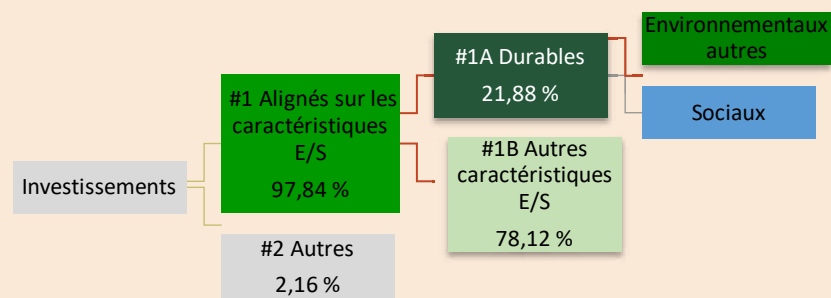 Investissements
#1 Alignés sur les
caractéristiques
E/S
97,84 %
#2 Autres
2,16 %
#1A Durables
21,88 %
#1B Autres
caractéristiques
E/S
78,12 %
Environnementaux
autres
Sociaux